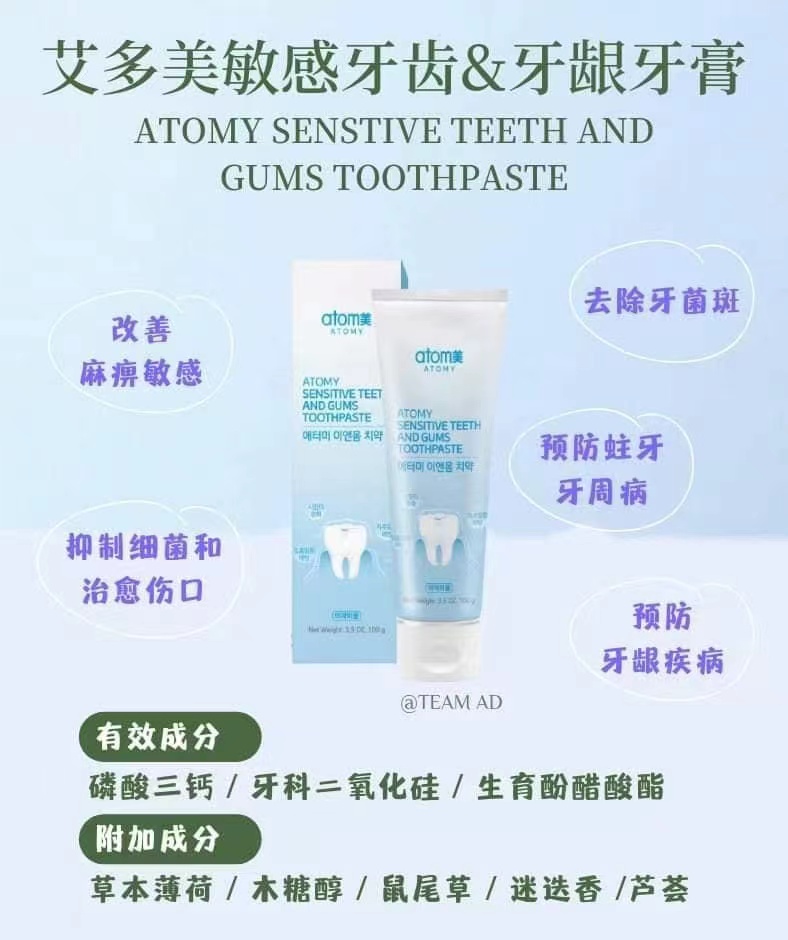 艾多美敏感牙齿&牙龈牙膏
ATOMY SENSTIVE TEETH AND
GUMS TOOTHPASTE
改善
麻痹敏感
去除牙菌斑
预防蛀牙
牙周病
抑制细菌和
治愈伤口
预防
牙龈疾病
atom美
ATOMY
ATOMY
SENSITIVE TEET
AND GUMS
TOOTHPASTE
애터미 이앤움 치약
Net Weight: 3.5 OZ, 100 g
atom美
ATOMY
ATOMY
SENSITIVE TEETH
AND GUMS
TOOTHPASTE
애터미 이앤움 치약
Net Weight: 3.5 OZ, 100 g
@TEAM AD
有效成分
磷酸三钙 / 牙科二氧化硅 / 生育酚醋酸酯
附加成分
草本薄荷 / 木糖醇 / 鼠尾草 / 迷迭香 /芦荟